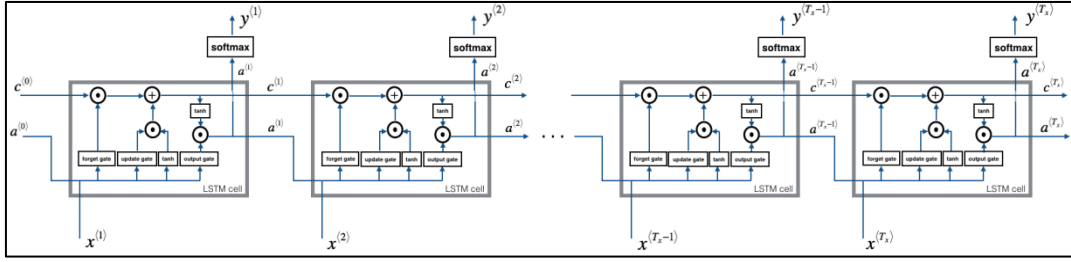 y⟨1⟩ y⟨2⟩ y⟨Tx−1⟩ y⟨Tx⟩
softmax softmax softmax softmax
a⟨1⟩ a⟨2⟩ a⟨Tx−1⟩ a⟨Tx⟩
c⟨0⟩ c⟨1⟩ c⟨2⟩ c⟨Tx−1⟩ c⟨Tx⟩
+ + + +
tanh tanh tanh tanh
a⟨0⟩ a⟨1⟩ a⟨2⟩ ... a⟨Tx−1⟩ a⟨Tx⟩
forget gate update gate tanh output gate forget gate update gate tanh output gate forget gate update gate tanh output gate forget gate update gate tanh output gate
LSTM cell LSTM cell LSTM cell LSTM cell
x⟨1⟩ x⟨2⟩ x⟨Tx−1⟩ x⟨Tx⟩